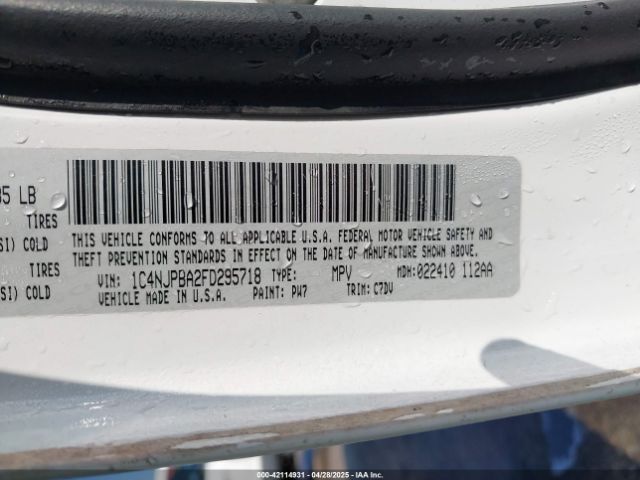 85 LB
TIRES
SI) COLD
TIRES
SI) COLD
THIS VEHICLE CONFORMS TO ALL APPLICABLE U.S.A. FEDERAL MOTOR VEHICLE SAFETY AND
THEFT PREVENTION STANDARDS IN EFFECT ON THE DATE OF MANUFACTURE SHOWN ABOVE.
VIN: 1C4NJPBA2FD295718 TYPE: MPV MDH: 022410 112AA
VEHICLE MADE IN U.S.A. PAINT: PW7 TRIM: C7DV
000-42114931 - 04/28/2025 - IAA Inc.